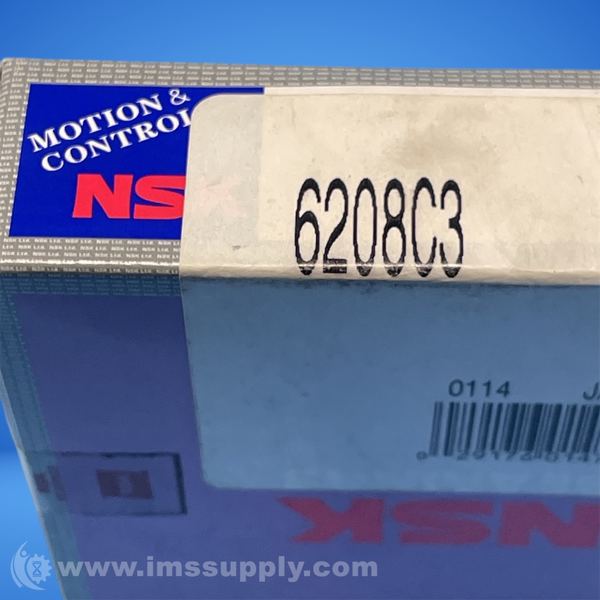 MOTION &
CONTROL
NSK
6208C3
0114
NSK
www.imssupply.com